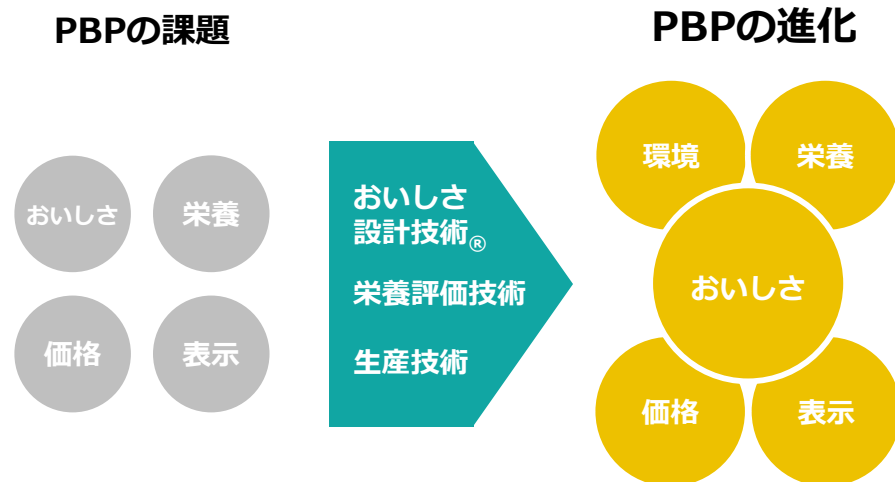 PBPの課題
おいしさ
栄養
価格
表示
おいしさ
設計技術®
栄養評価技術
生産技術
PBPの進化
環境
栄養
おいしさ
価格
表示